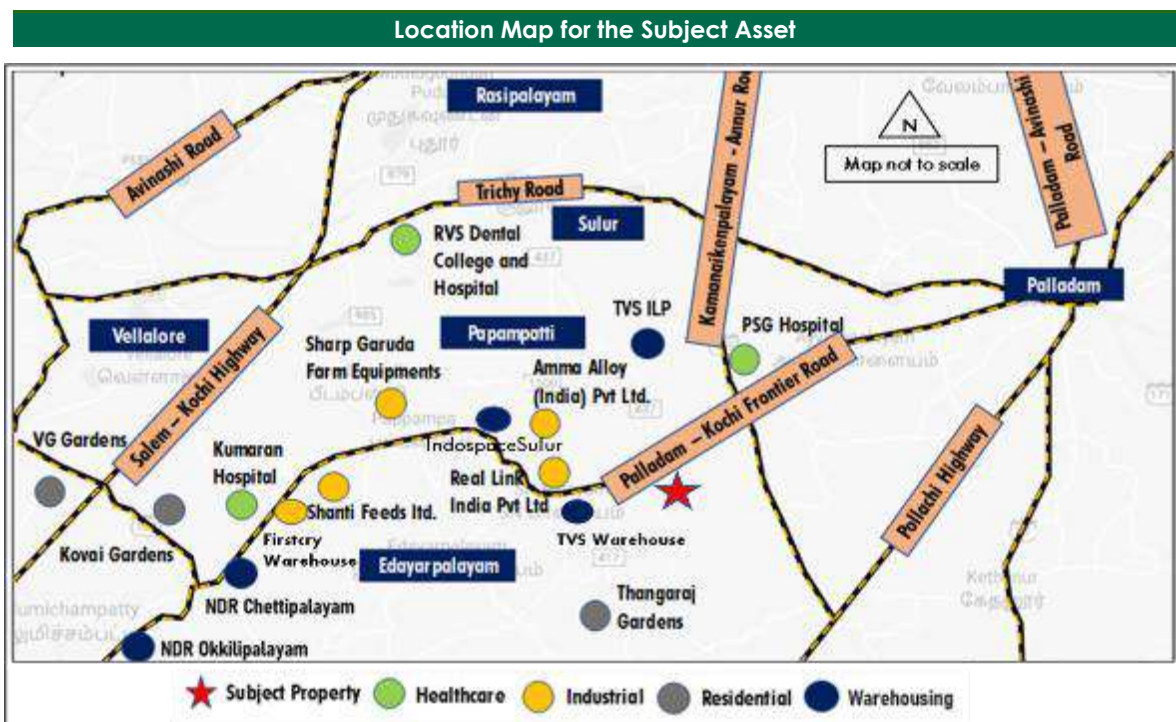 Location Map for the Subject Asset
Rasipalayam
Avinashi Road
Trichy Road
Kamanaikenpalayam - Annur Roa
Palladam – Avinashi
Road
N
Map not to scale
Sulur
RVS Dental
College and
Hospital
Palladam
Vellalore
Papampatti
TVS ILP
PSG Hospital
Salem – Kochi Highway
Sharp Garuda
Farm Equipments
Amma Alloy
(India) Pvt Ltd.
Palladam – Kochi Frontier Road
IndospaceSulur
VG Gardens
Kumaran
Hospital
Real Link
India Pvt Ltd
Pollachi Highway
Shanti Feeds ltd.
Firstcry
Warehouse
TVS Warehouse
Kovai Gardens
Edayarpalayam
NDR Chettipalayam
Thangaraj
Gardens
NDR Okkilipalayam
Subject Property
Healthcare
Industrial
Residential
Warehousing